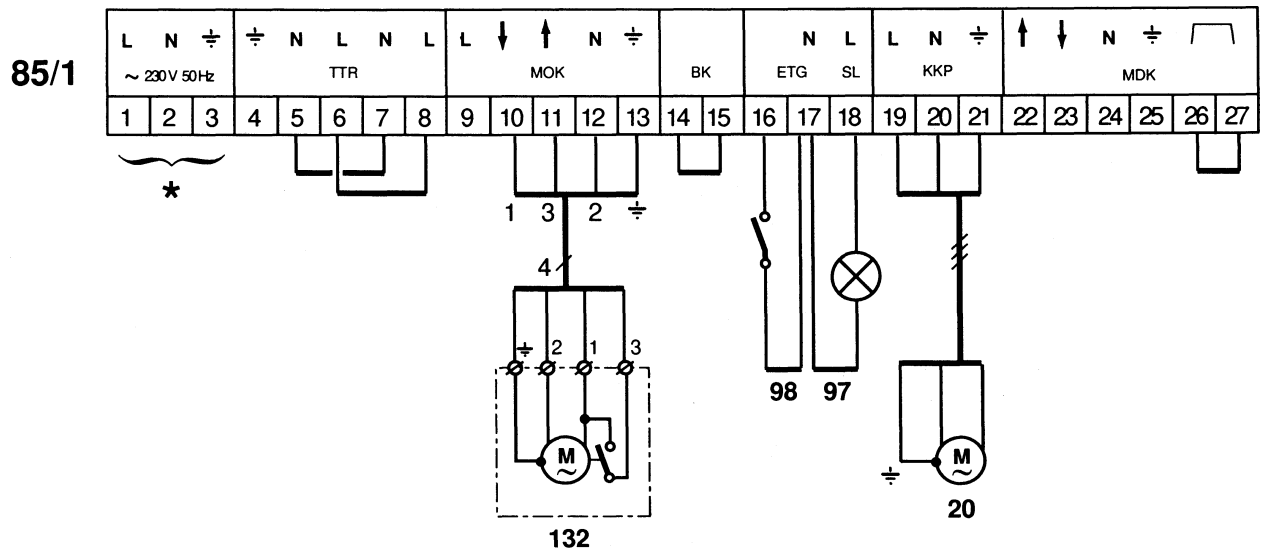 L N ⏚ ⏚ N L N L L ↓ ↑ N ⏚ N L L N ⏚ ↑ ↓ N ⏚
85/1 ~ 230V 50Hz TTR MOK BK ETG SL KKP MDK
1 2 3 4 5 6 7 8 9 10 11 12 13 14 15 16 17 18 19 20 21 22 23 24 25 26 27
*
1 3 2 ⏚
4
⏚ 2 1 3
98 97
M ~ M ~
⏚
20
132